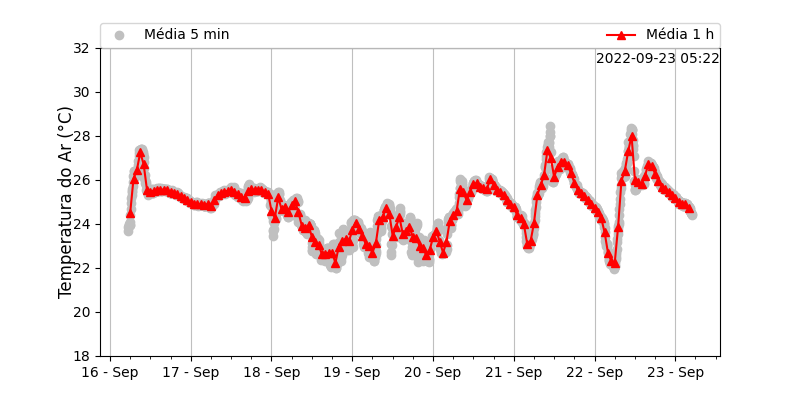 Média 5 min
Média 1 h
2022-09-23 05:22
Temperatura do Ar (°C)
32
30
28
26
24
22
20
18
16 - Sep
17 - Sep
18 - Sep
19 - Sep
20 - Sep
21 - Sep
22 - Sep
23 - Sep